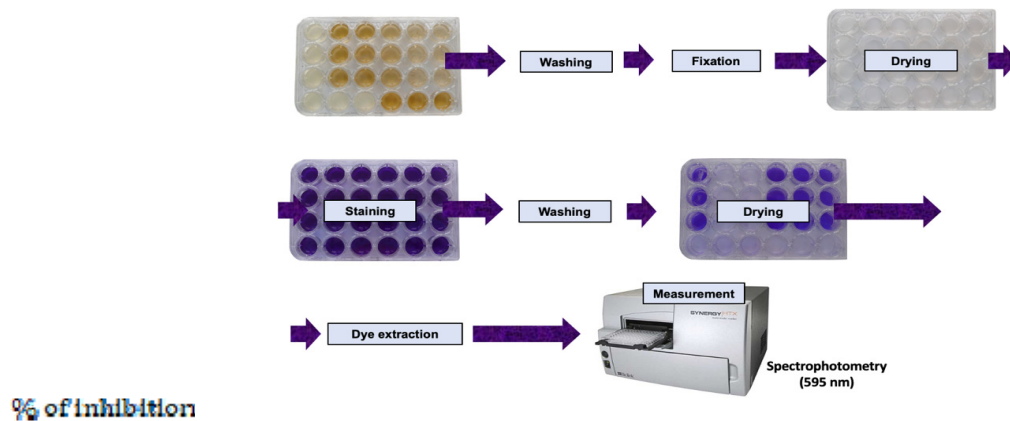 Washing
Fixation
Drying
Staining
Washing
Drying
Dye extraction
Measurement
SYNERGY HTX
Spectrophotometry
(595 nm)
% of inhibition